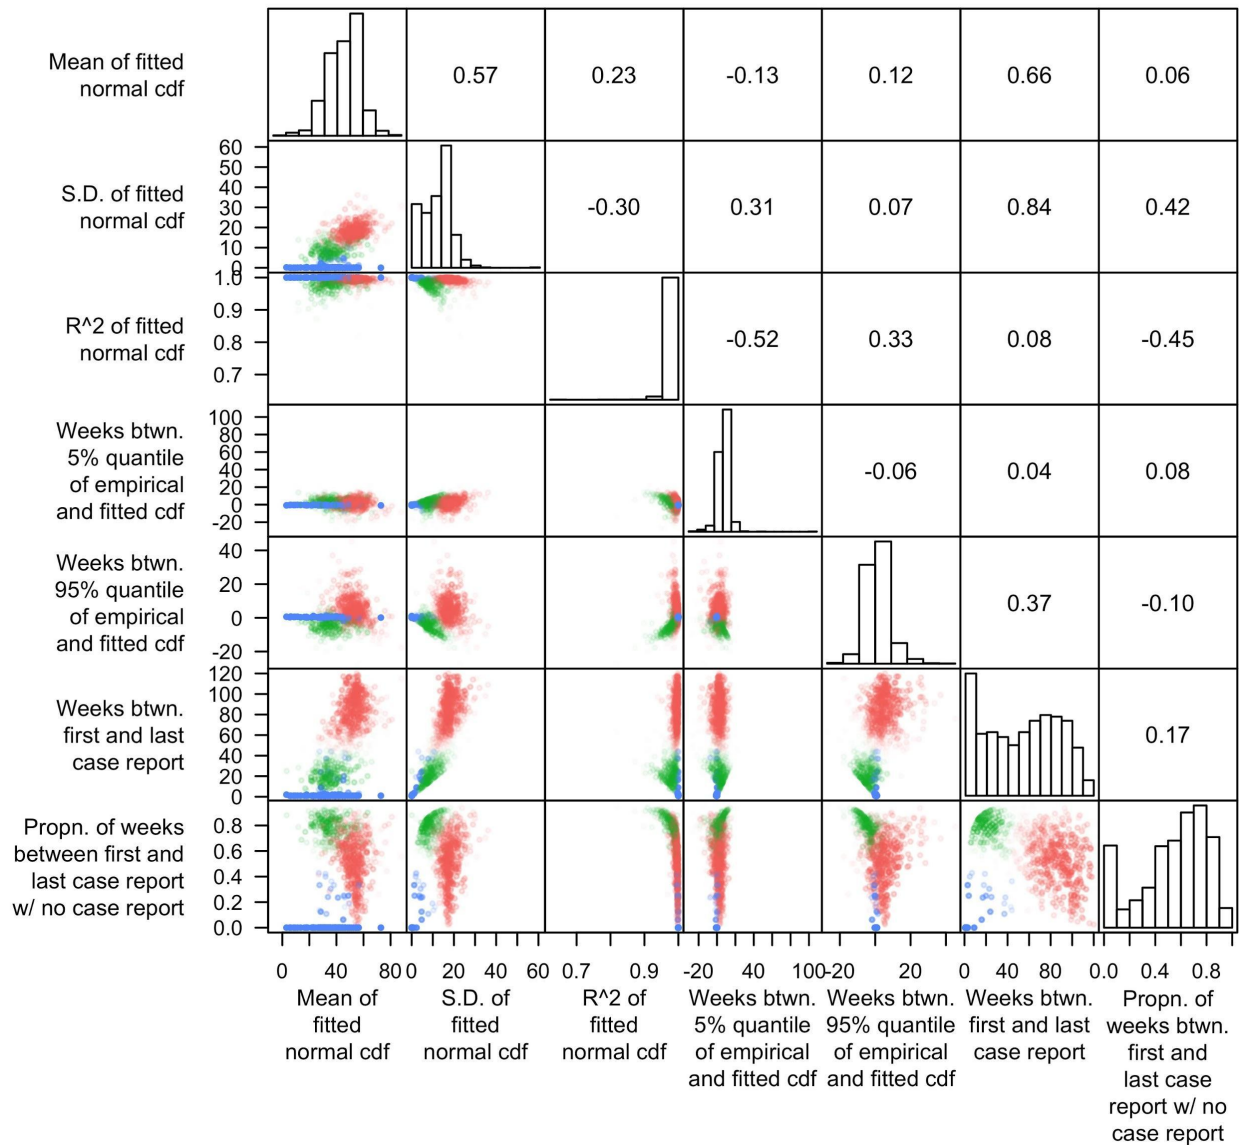 Mean of fitted
normal cdf
0.57 0.23 -0.13 0.12 0.66 0.06
S.D. of fitted
normal cdf
60
50
40
30
20
10
0
-0.30 0.31 0.07 0.84 0.42
R^2 of fitted
normal cdf
1.0
0.9
0.8
0.7
-0.52 0.33 0.08 -0.45
Weeks btwn.
5% quantile
of empirical
and fitted cdf
100
80
60
40
20
0
-20
-0.06 0.04 0.08
Weeks btwn.
95% quantile
of empirical
and fitted cdf
40
20
0
-20
0.37 -0.10
Weeks btwn.
first and last
case report
120
100
80
60
40
20
0
0.17
Propn. of weeks
between first and
last case report
w/ no case report
0.8
0.6
0.4
0.2
0.0
0 40 80 0 20 40 60 0.7 0.9 -20 40 100 -20 20 0 40 80 0.0 0.4 0.8
Mean of
fitted
normal cdf
S.D. of
fitted
normal cdf
R^2 of
fitted
normal cdf
Weeks btwn.
5% quantile
of empirical
and fitted cdf
Weeks btwn.
95% quantile
of empirical
and fitted cdf
Weeks btwn.
first and last
case report
Propn. of
weeks btwn.
first and
last case
report w/ no
case report